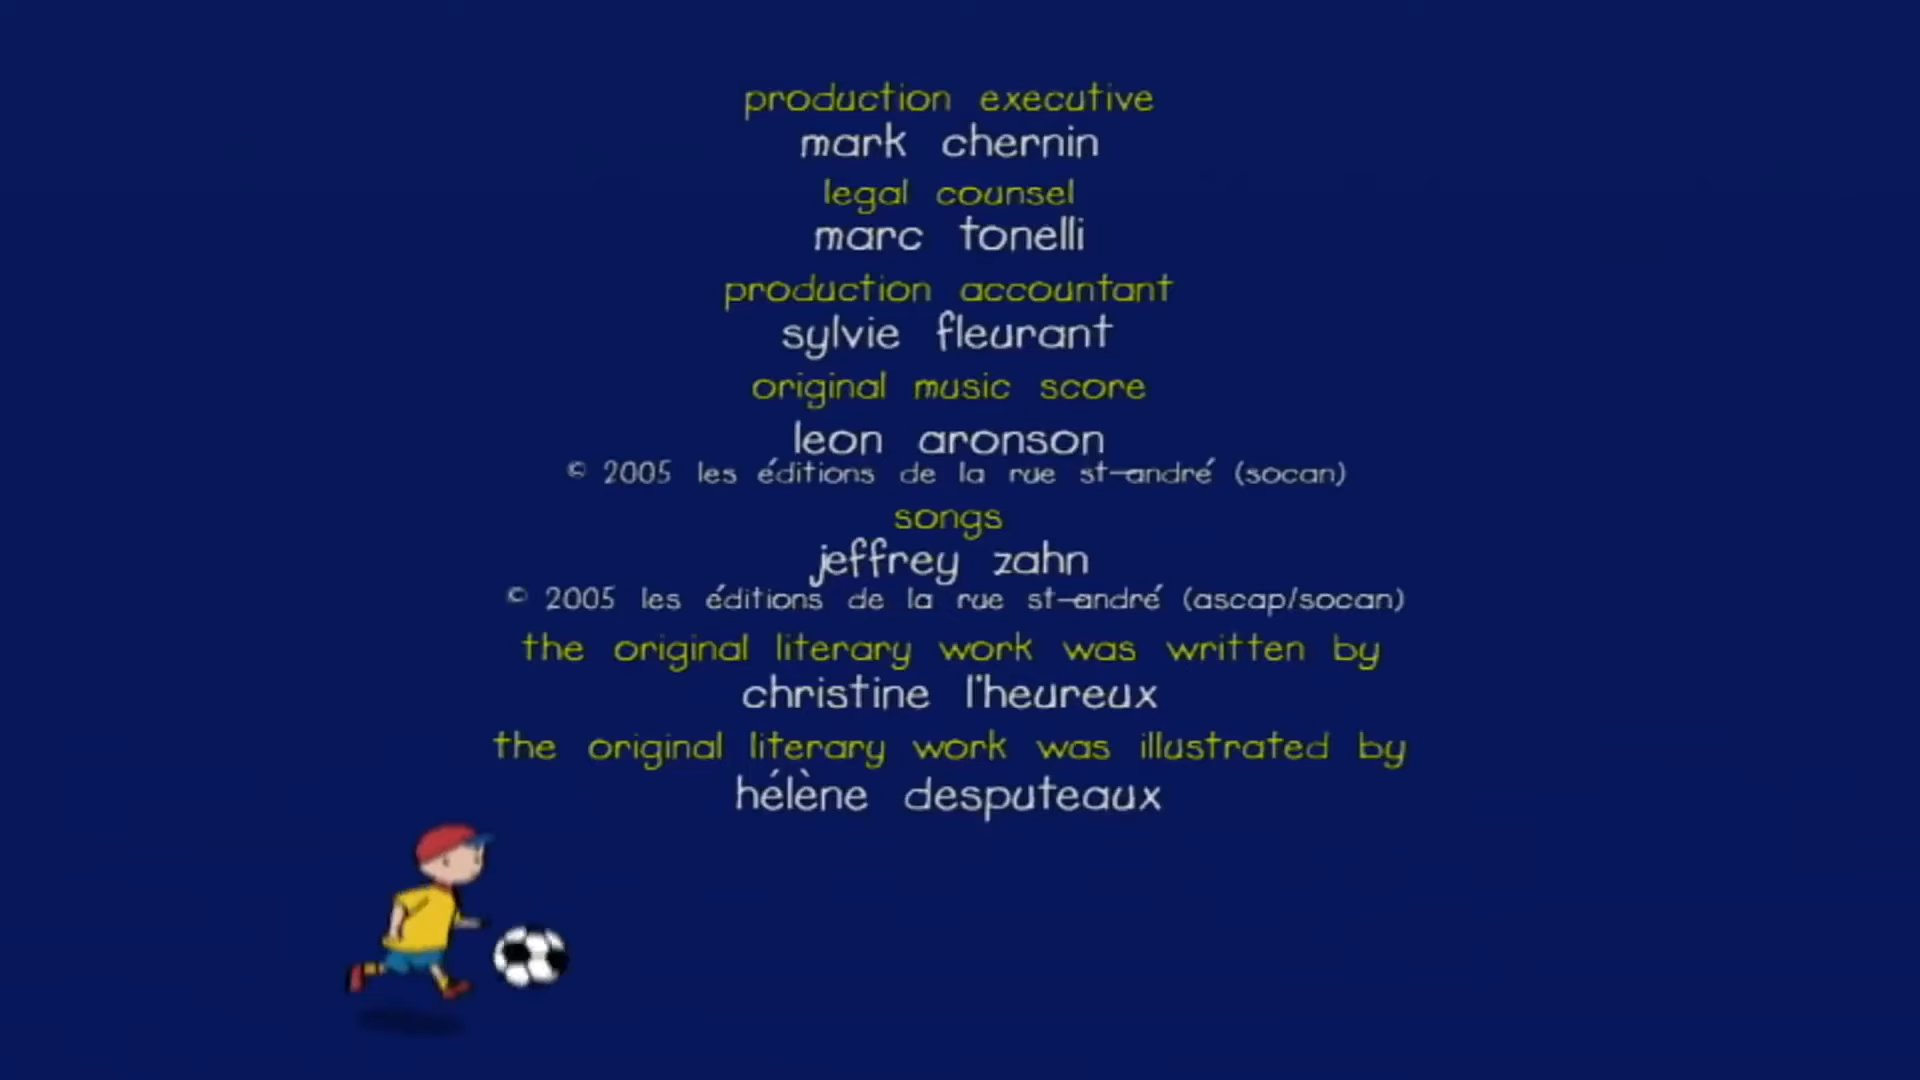 production executive
mark chernin
legal counsel
marc tonelli
production accountant
sylvie fleurant
original music score
leon aronson
© 2005 les éditions de la rue st-andré (socan)
songs
jeffrey zahn
© 2005 les éditions de la rue st-andré (ascap/socan)
the original literary work was written by
christine l'heureux
the original literary work was illustrated by
hélène desputeaux